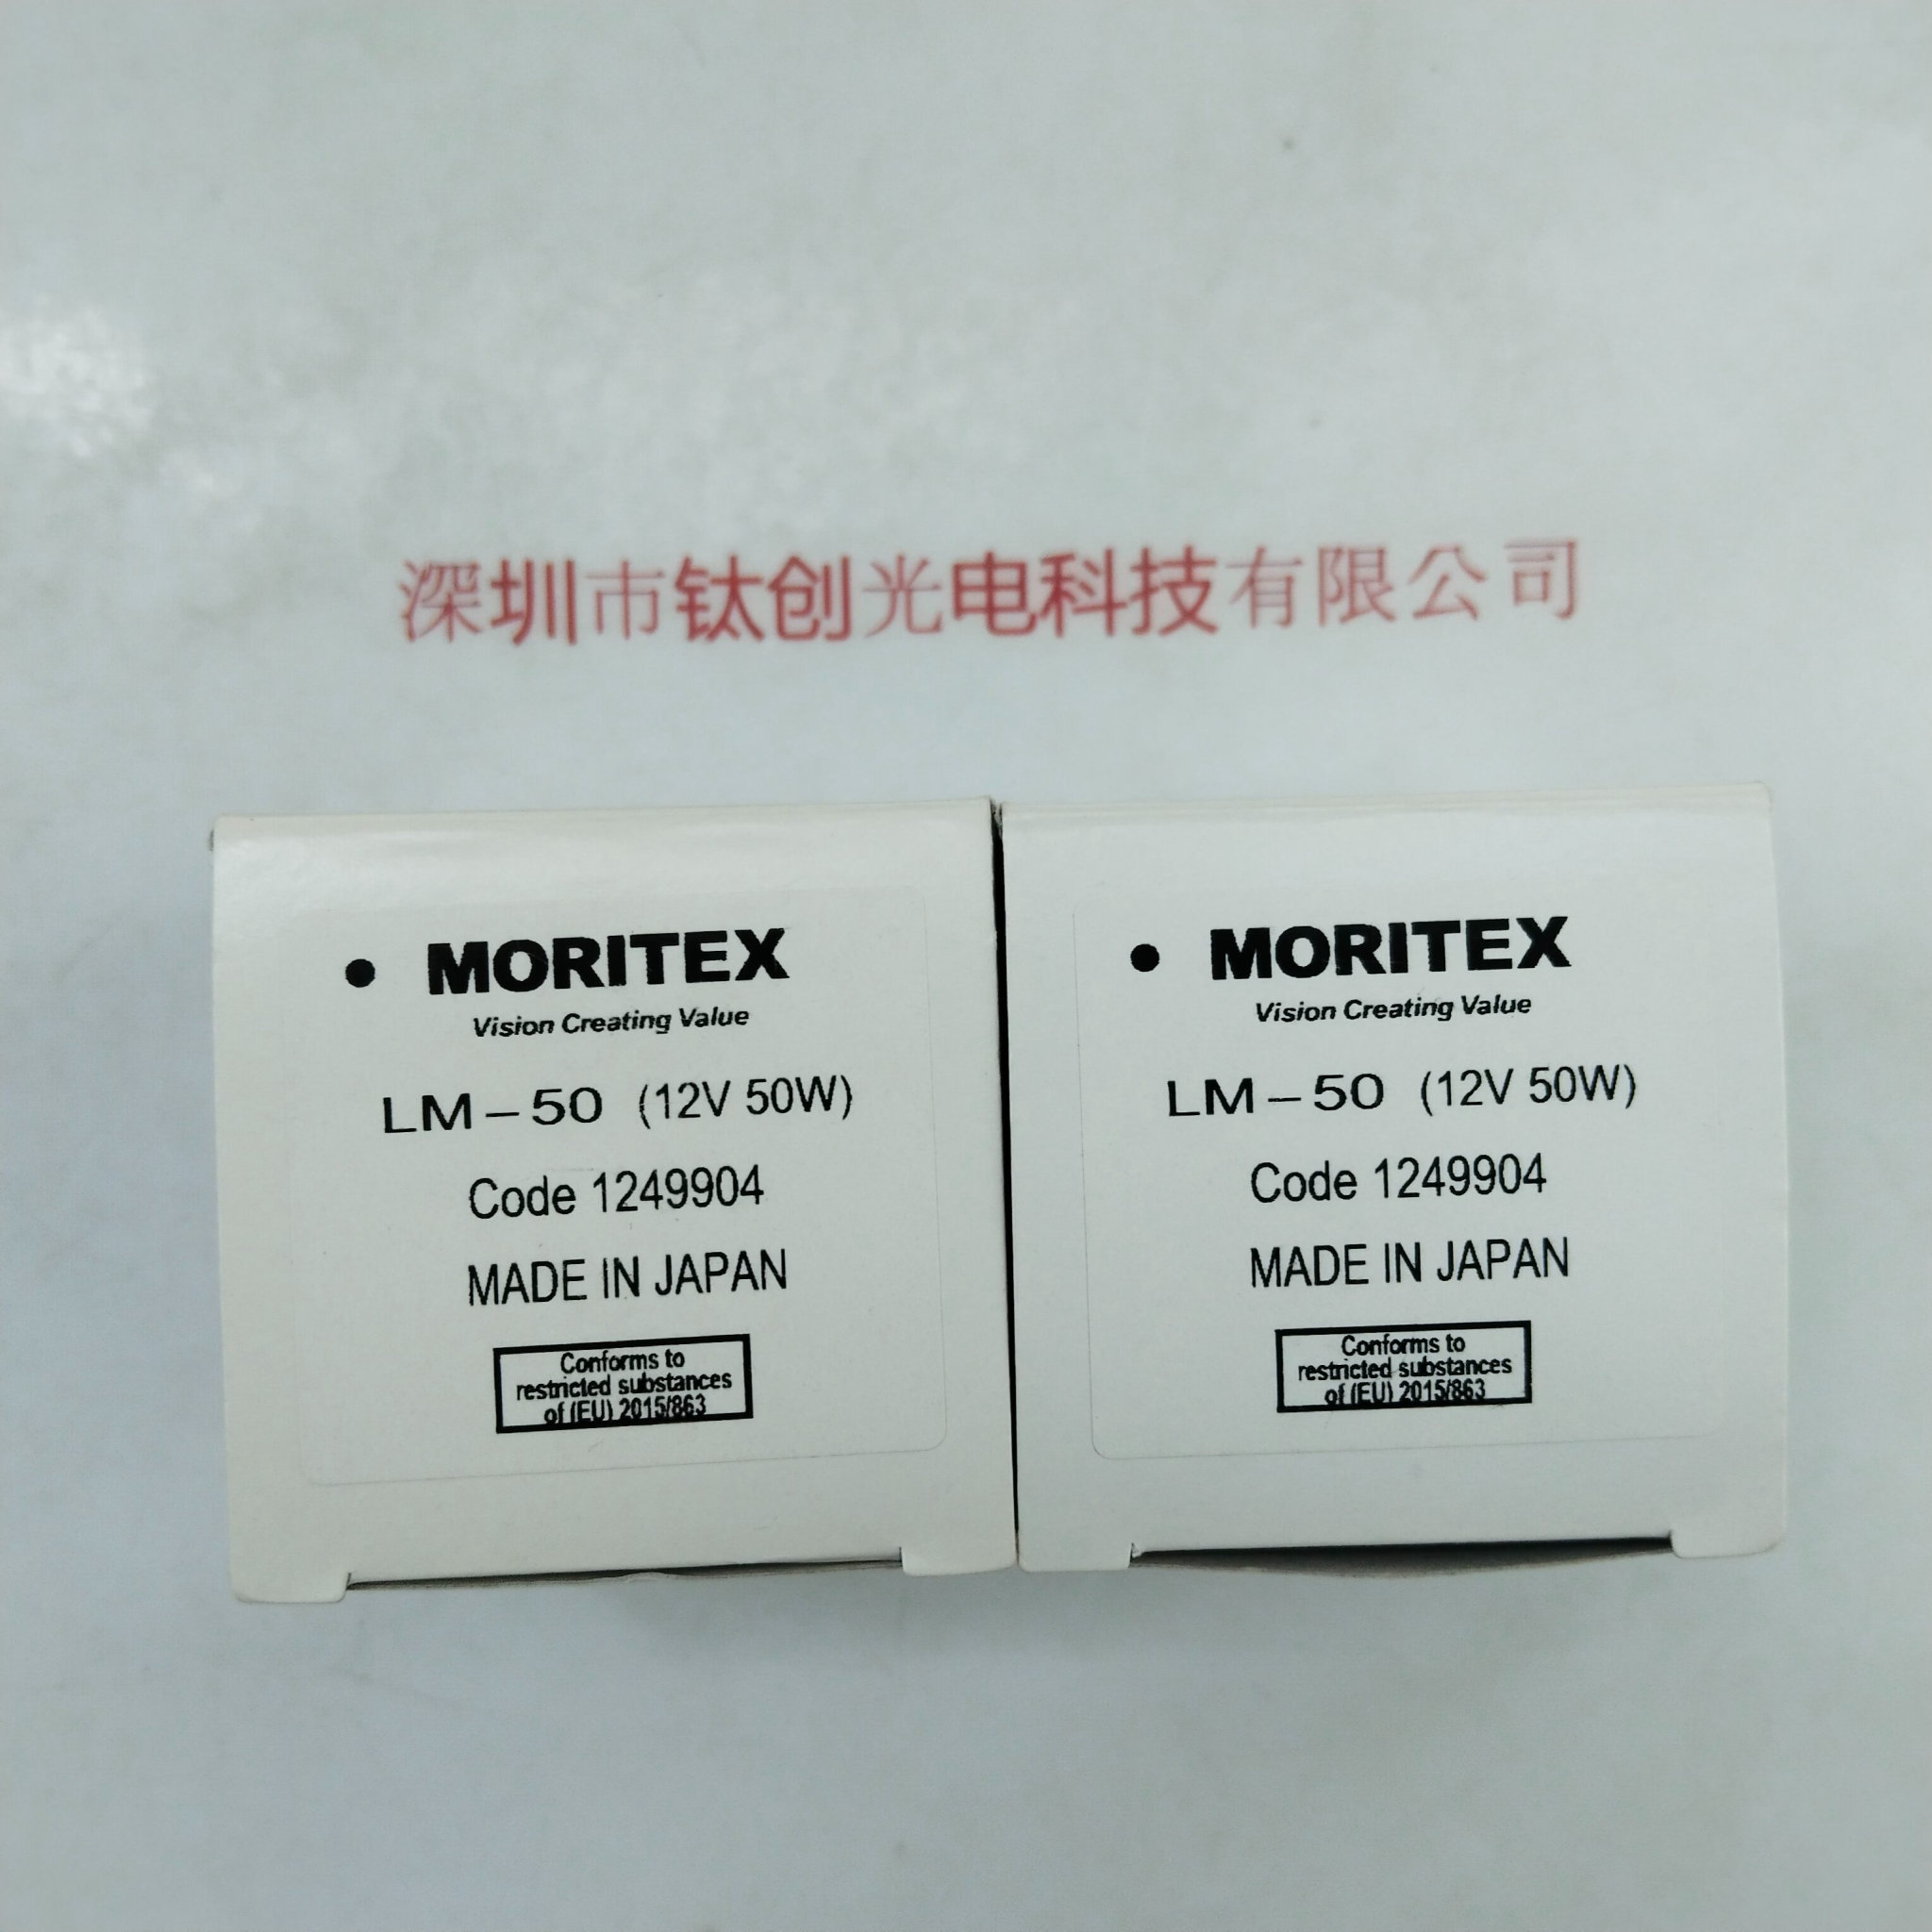 深圳市钛创光电科技有限公司
• MORITEX
Vision Creating Value
LM-50 (12V 50W)
Code 1249904
MADE IN JAPAN
Conforms to
restricted substances
of (EU) 2015/863
• MORITEX
Vision Creating Value
LM-50 (12V 50W)
Code 1249904
MADE IN JAPAN
Conforms to
restricted substances
of (EU) 2015/863